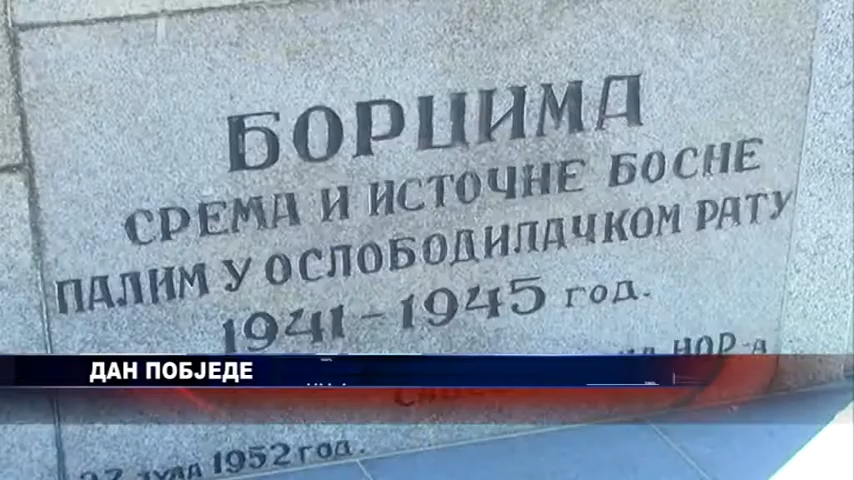 БОРЦИМА
СРЕМА И ИСТОЧНЕ БОСНЕ
ПАЛИМ У ОСЛОБОДИЛАЧКОМ РАТУ
1941-1945 год.
НОР-а
ДАН ПОБЈЕДЕ
1952 год.